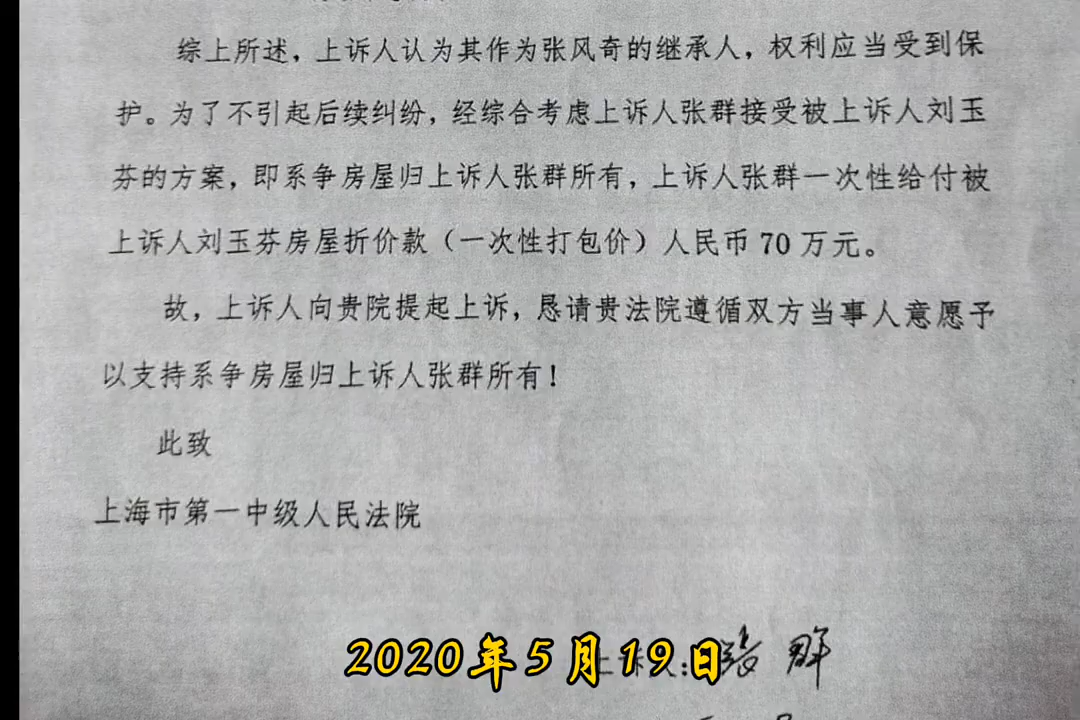 综上所述，上诉人认为其作为张风奇的继承人，权利应当受到保
护。为了不引起后续纠纷，经综合考虑上诉人张群接受被上诉人刘玉
芬的方案，即系争房屋归上诉人张群所有，上诉人张群一次性给付被
上诉人刘玉芬房屋折价款（一次性打包价）人民币 70 万元。
故，上诉人向贵院提起上诉，恳请贵法院遵循双方当事人意愿予
以支持系争房屋归上诉人张群所有！
此致
上海市第一中级人民法院
2020年5月19日
张群